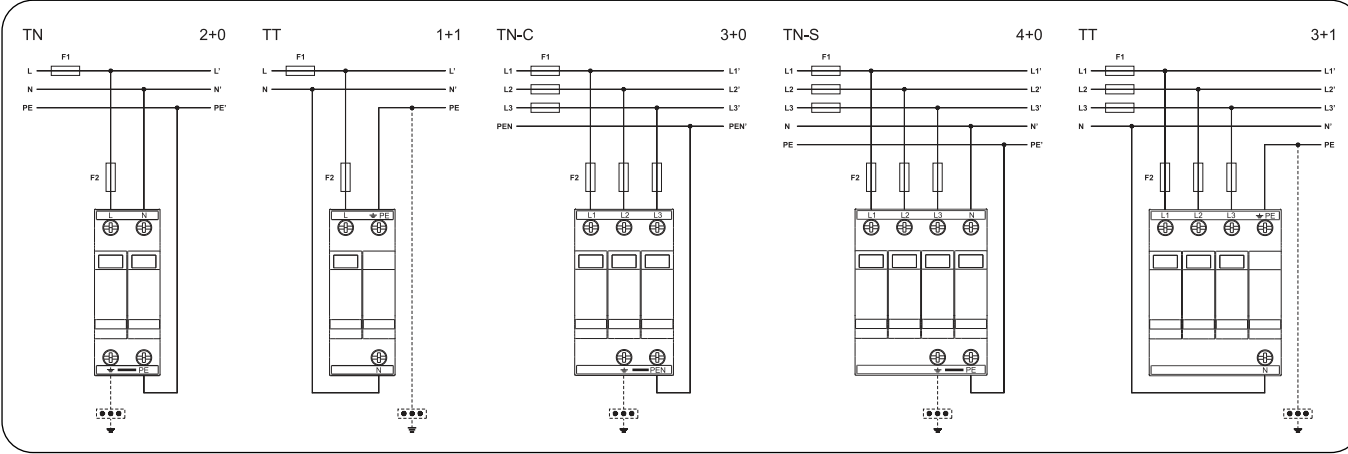 TN 2+0
F1
L L'
N N'
PE PE'
F2
L N
PE
TT 1+1
F1
L L'
N N'
PE
F2
L PE
N
TN-C 3+0
F1
L1 L1'
L2 L2'
L3 L3'
PEN PEN'
F2
L1 L2 L3
PEN
TN-S 4+0
F1
L1 L1'
L2 L2'
L3 L3'
N N'
PE PE'
F2
L1 L2 L3 N
PE
TT 3+1
F1
L1 L1'
L2 L2'
L3 L3'
N N'
PE
F2
L1 L2 L3 PE
N